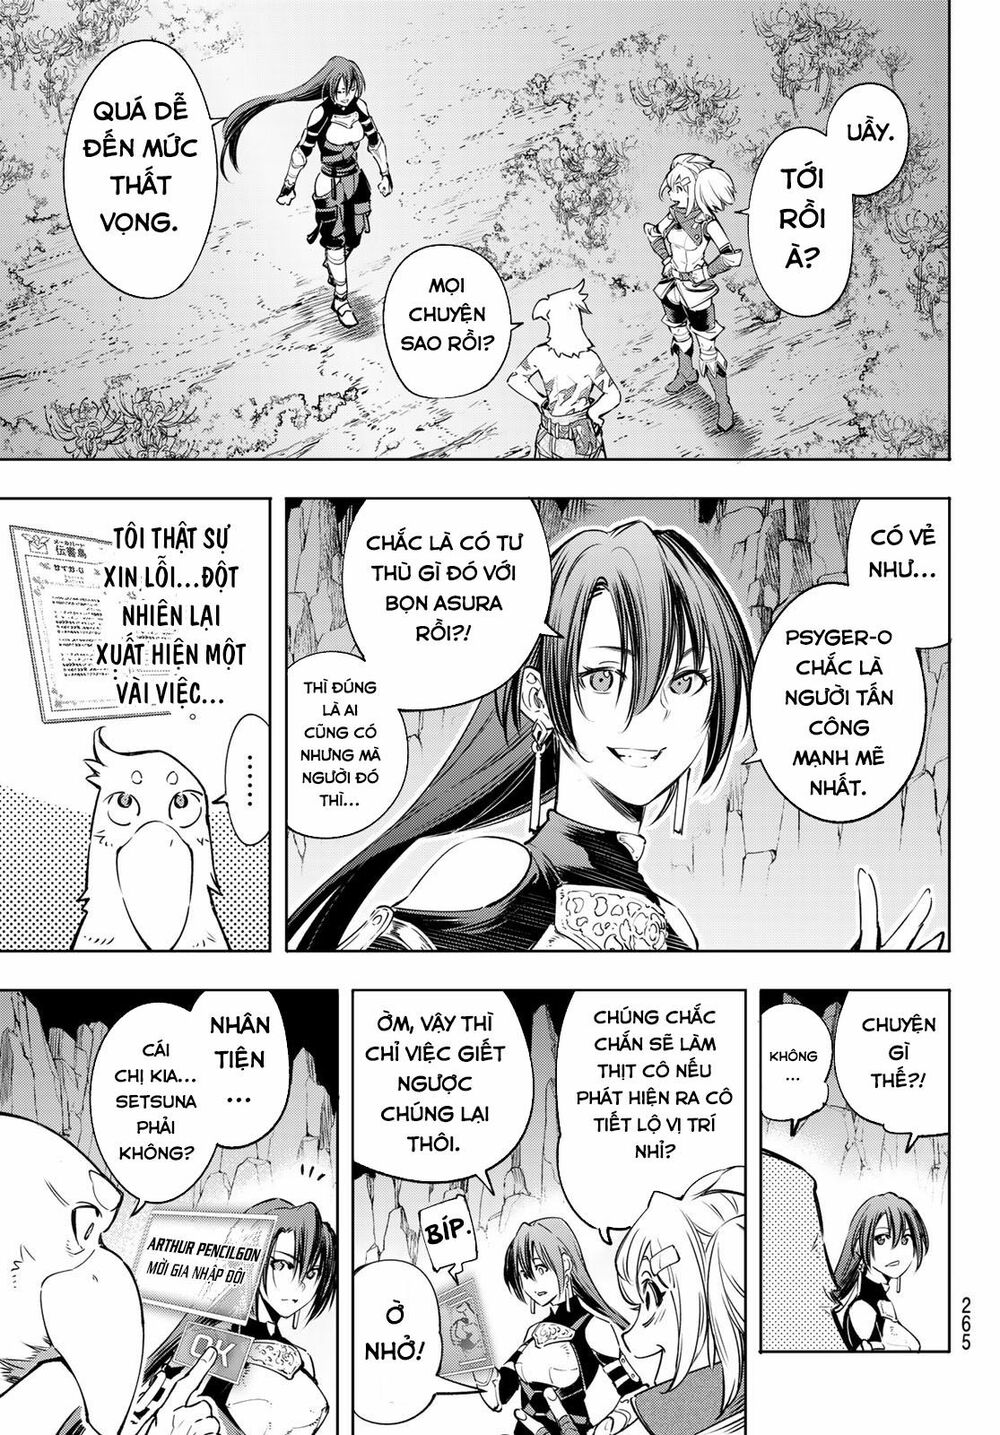 UẦY.
TỚI
RỒI
À?
MỌI
CHUYỆN
SAO RỒI?
QUÁ DỄ
ĐẾN MỨC
THẤT
VỌNG.
CÓ VẺ
NHƯ...
PSYGER-O
CHẮC LÀ
NGƯỜI TẤN
CÔNG
MẠNH MẼ
NHẤT.
CHẮC LÀ CÓ TƯ
THÙ GÌ ĐÓ VỚI
BỌN ASURA
RỒI?!
THÌ ĐÚNG
LÀ AI
CŨNG CÓ
NHƯNG MÀ
NGƯỜI ĐÓ
THÌ...
伝書鳥
TÔI THẬT SỰ
XIN LỖI...ĐỘT
NHIÊN LẠI
XUẤT HIỆN MỘT
VÀI VIỆC...
......
CHUYỆN
GÌ
THẾ?!
KHÔNG
...
CHÚNG CHẮC
CHẮN SẼ LÀM
THỊT CÔ NẾU
PHÁT HIỆN RA CÔ
TIẾT LỘ VỊ TRÍ
NHỈ?
ỜM, VẬY THÌ
CHỈ VIỆC GIẾT
NGƯỢC
CHÚNG LẠI
THÔI.
BÍP.
Ờ
NHỞ!
NHÂN
TIỆN
...
CÁI
CHỊ KIA...
SETSUNA
PHẢI
KHÔNG?
ARTHUR PENCILGON
MỜI GIA NHẬP ĐỘI
OK
265